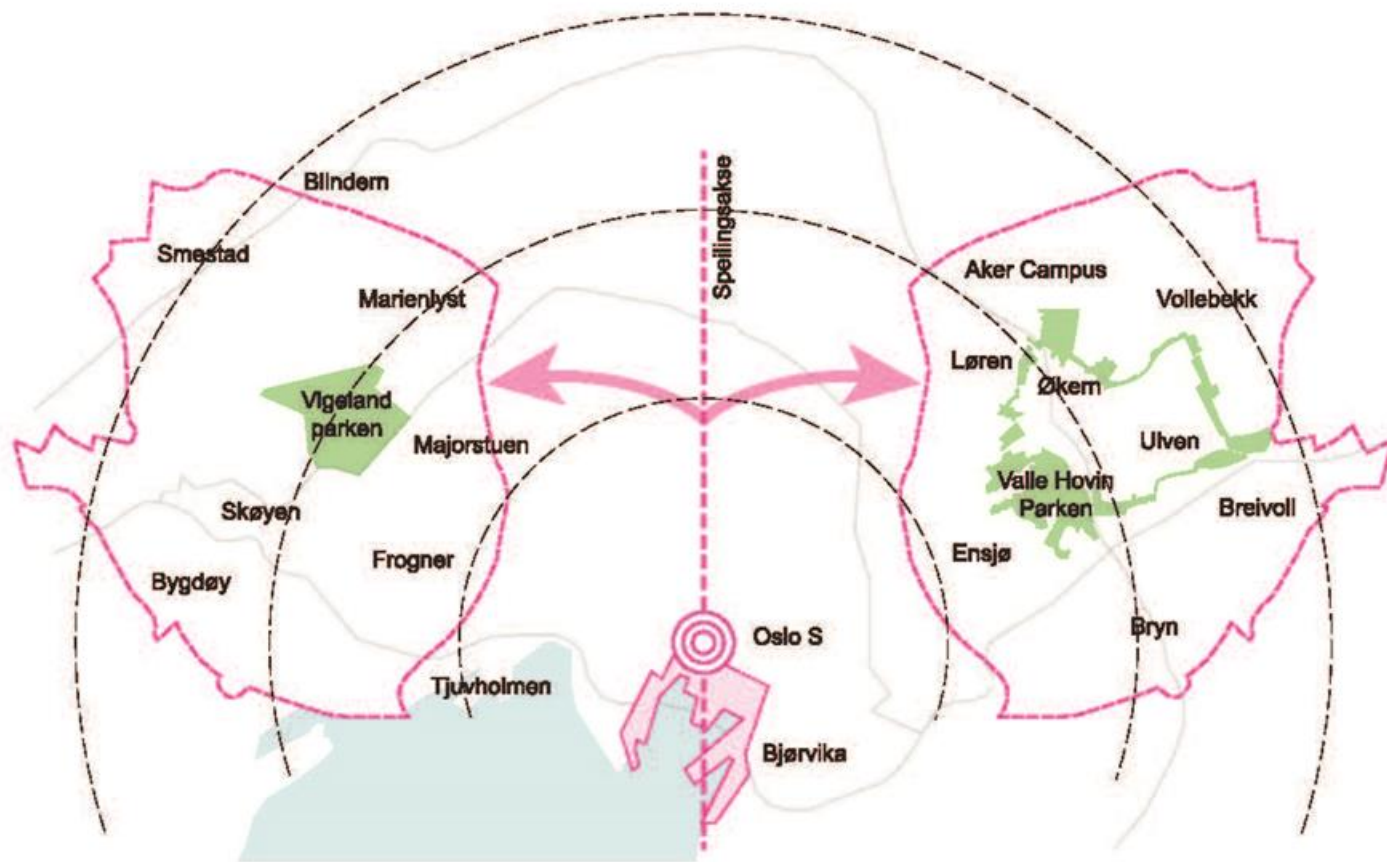 Blindern
Smestad
Marienlyst
Vigeland
parken
Majorstuen
Skøyen
Frogner
Bygdøy
Tjuvholmen
Speilingsakse
Oslo S
Bjørvika
Aker Campus
Vollebekk
Løren
Økern
Ulven
Valle Hovin
Parken
Breivoll
Ensjø
Bryn